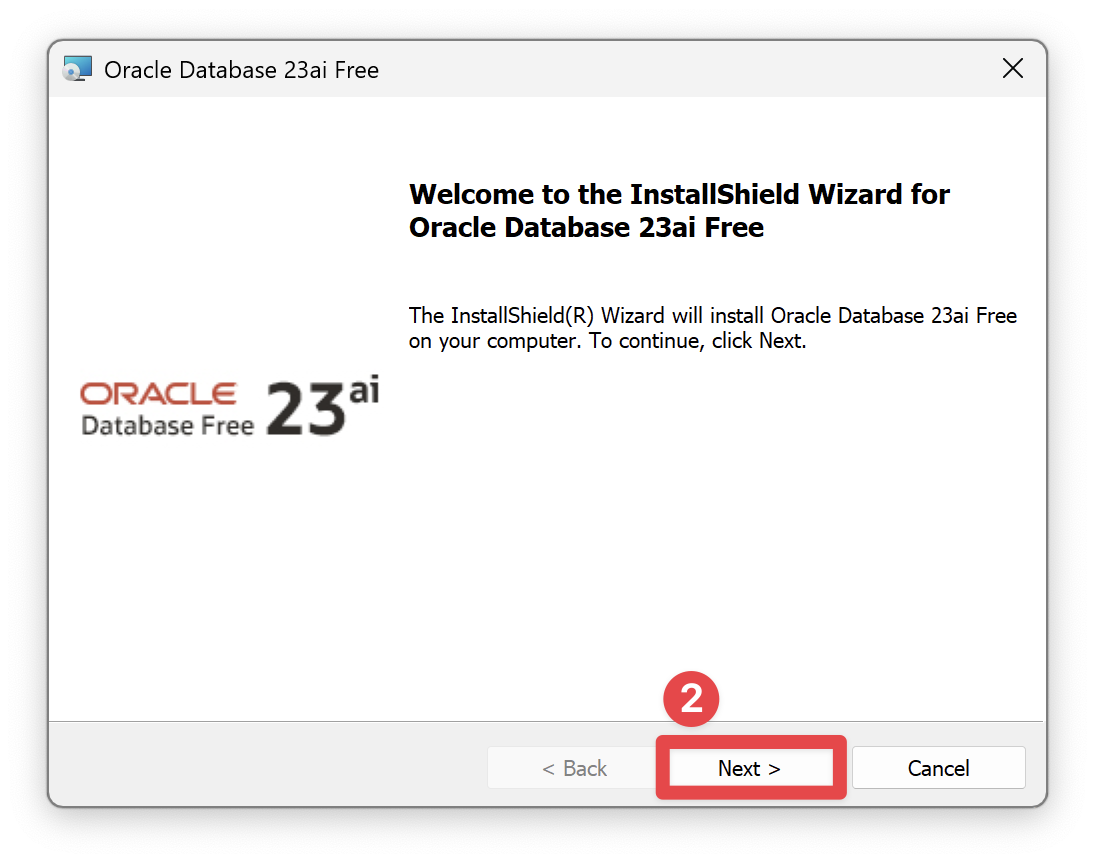 Oracle Database 23ai Free
Welcome to the InstallShield Wizard for
Oracle Database 23ai Free
The InstallShield(R) Wizard will install Oracle Database 23ai Free
on your computer. To continue, click Next.
ORACLE
Database Free 23ai
2
< Back
Next >
Cancel